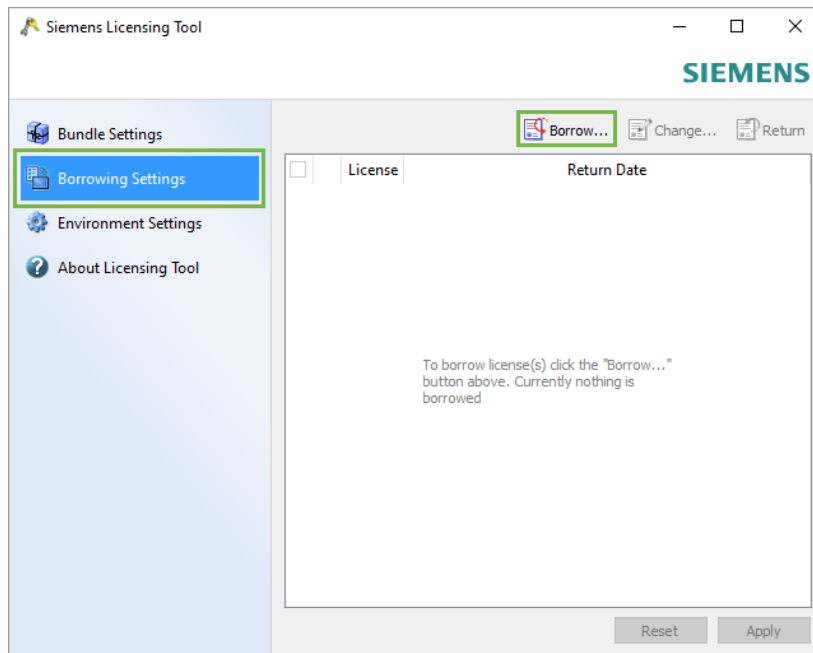 Siemens Licensing Tool
SIEMENS
Bundle Settings
Borrowing Settings
Environment Settings
About Licensing Tool
Borrow... Change... Return
License Return Date
To borrow license(s) click the "Borrow..."
button above. Currently nothing is
borrowed
Reset Apply